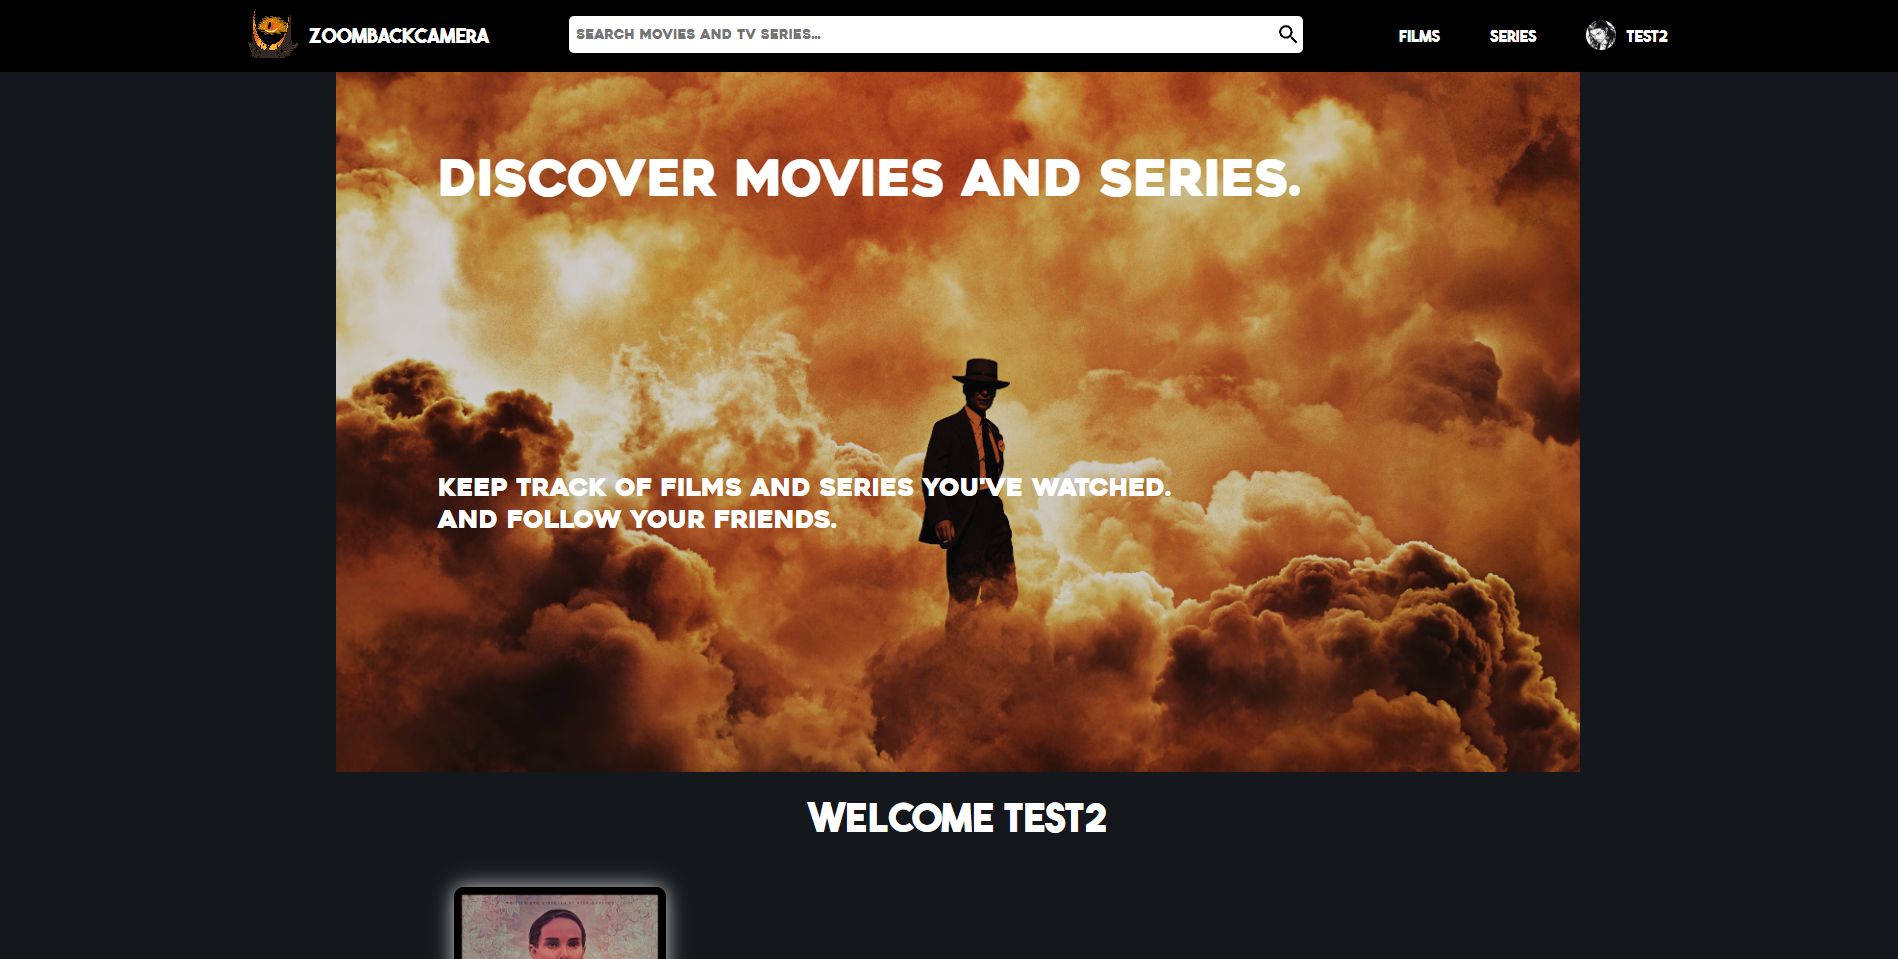 ZOOMBACKCAMERA
SEARCH MOVIES AND TV SERIES...
FILMS
SERIES
TEST2
DISCOVER MOVIES AND SERIES.
KEEP TRACK OF FILMS AND SERIES YOU'VE WATCHED.
AND FOLLOW YOUR FRIENDS.
WELCOME TEST2